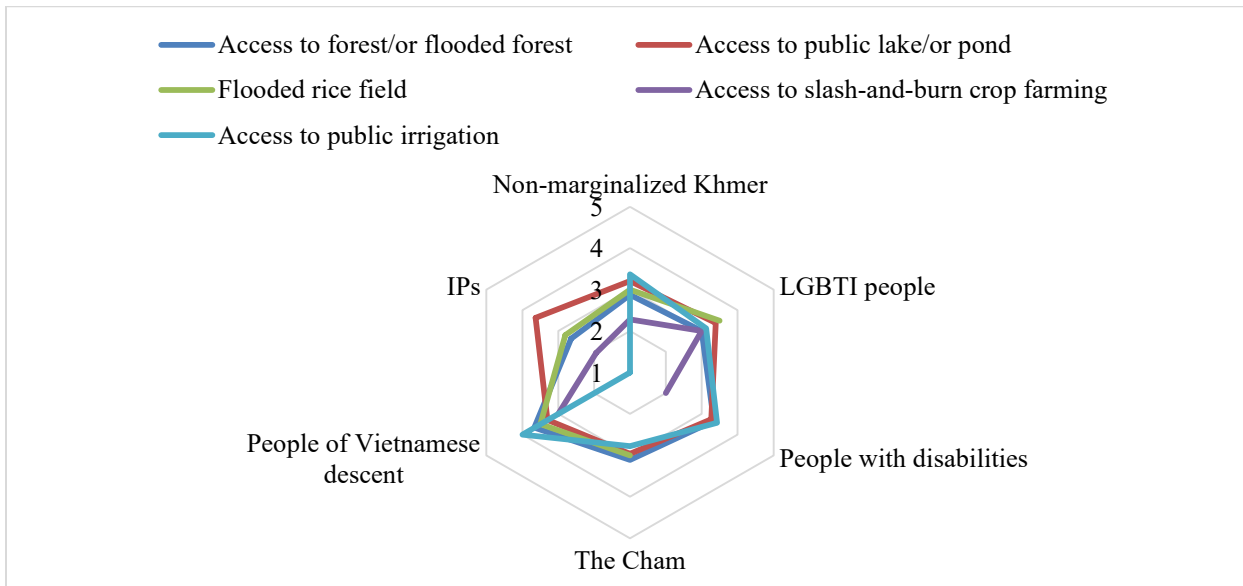 Access to forest/or flooded forest
Access to public lake/or pond
Flooded rice field
Access to slash-and-burn crop farming
Access to public irrigation
Non-marginalized Khmer
5
4
3
2
1
IPs
LGBTI people
People of Vietnamese
descent
People with disabilities
The Cham